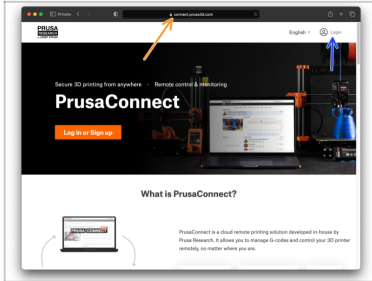 Private
connect.prusa3d.com
PRUSA
RESEARCH
English
Login
Secure 3D printing from anywhere - Remote control & monitoring
PrusaConnect
Log in or Sign up
What is PrusaConnect?
PRUSA CONNECT
PrusaConnect is a cloud remote printing solution developed in-house by
Prusa Research. It allows you to manage G-codes and control your 3D printer
remotely, no matter where you are.